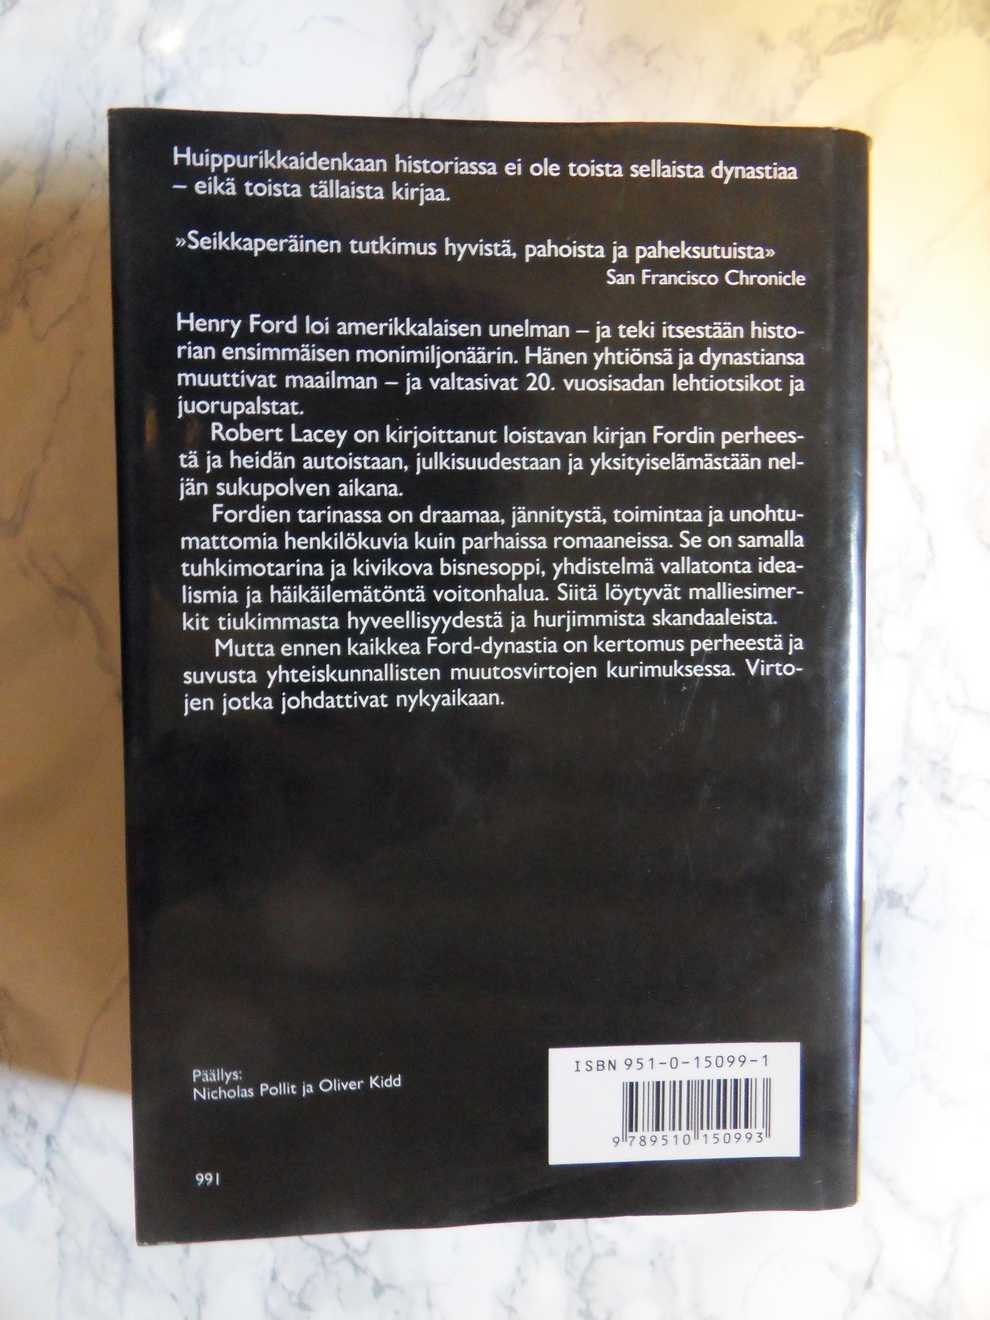 Huippurikkaidenkaan historiassa ei ole toista sellaista dynastiaa
– eikä toista tällaista kirjaa.
»Seikkaperäinen tutkimus hyvistä, pahoista ja paheksutuista»
San Francisco Chronicle
Henry Ford loi amerikkalaisen unelman – ja teki itsestään histo-
rian ensimmäisen monimiljonäärin. Hänen yhtiönsä ja dynastiansa
muuttivat maailman – ja valtasivat 20. vuosisadan lehtiotsikot ja
juorupalstat.
Robert Lacey on kirjoittanut loistavan kirjan Fordin perhees-
tä ja heidän autoistaan, julkisuudestaan ja yksityiselämästään nel-
jän sukupolven aikana.
Fordien tarinassa on draamaa, jännitystä, toimintaa ja unohtu-
mattomia henkilökuvia kuin parhaissa romaaneissa. Se on samalla
tuhkimotarina ja kivikova bisnesoppi, yhdistelmä vallatonta idea-
lismia ja häikäilemätöntä voitonhalua. Siitä löytyvät malliesimer-
kit tiukimmasta hyveellisyydestä ja hurjimmista skandaaleista.
Mutta ennen kaikkea Ford-dynastia on kertomus perheestä ja
suvusta yhteiskunnallisten muutosvirtojen kurimuksessa. Virto-
jen jotka johdattivat nykyaikaan.
Päällys:
Nicholas Pollit ja Oliver Kidd
ISBN 951-0-15099-1
9 789510 150993
991